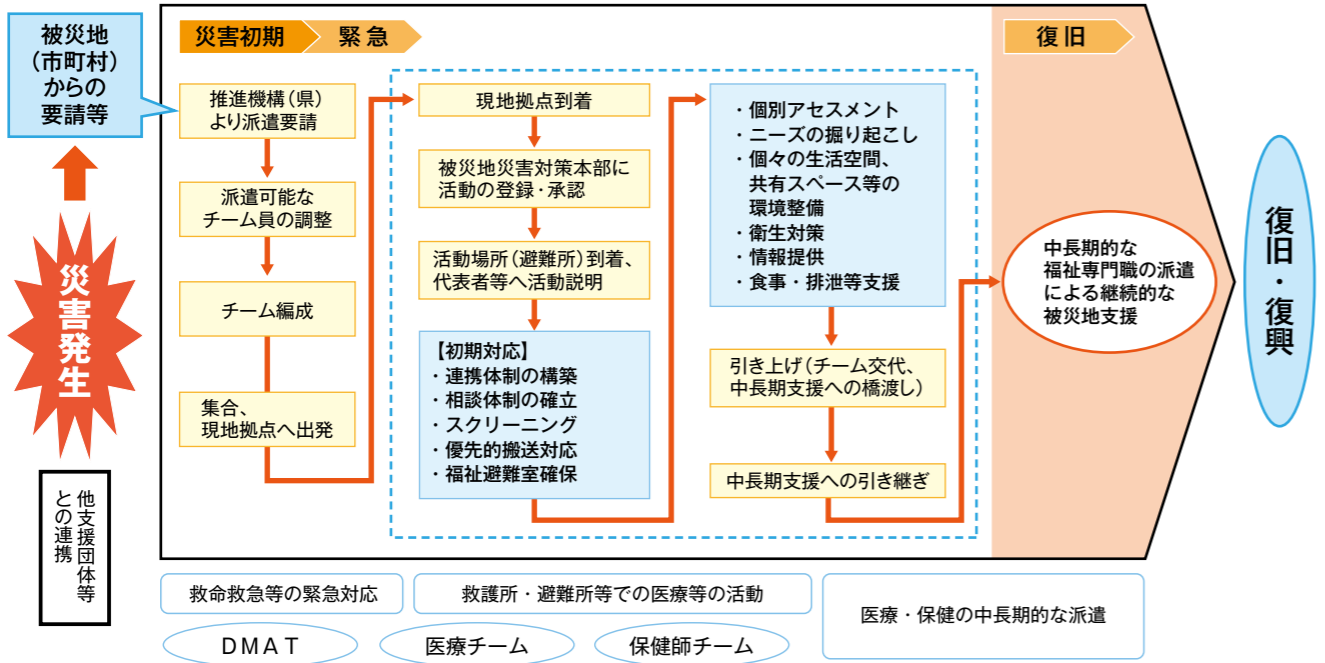 被災地
(市町村)
からの
要請等
災害発生
他支援団体等
との連携
災害初期
緊急
復旧
推進機構(県)
より派遣要請
派遣可能な
チーム員の調整
チーム編成
集合、
現地拠点へ出発
現地拠点到着
被災地災害対策本部に
活動の登録・承認
活動場所(避難所)到着、
代表者等へ活動説明
【初期対応】
・連携体制の構築
・相談体制の確立
・スクリーニング
・優先的搬送対応
・福祉避難室確保
・個別アセスメント
・ニーズの掘り起こし
・個々の生活空間、
共有スペース等の
環境整備
・衛生対策
・情報提供
・食事・排泄等支援
引き上げ(チーム交代、
中長期支援への橋渡し)
中長期支援への引き継ぎ
中長期的な
福祉専門職の派遣
による継続的な
被災地支援
復旧・復興
救命救急等の緊急対応
救護所・避難所等での医療等の活動
医療・保健の中長期的な派遣
DMAT
医療チーム
保健師チーム